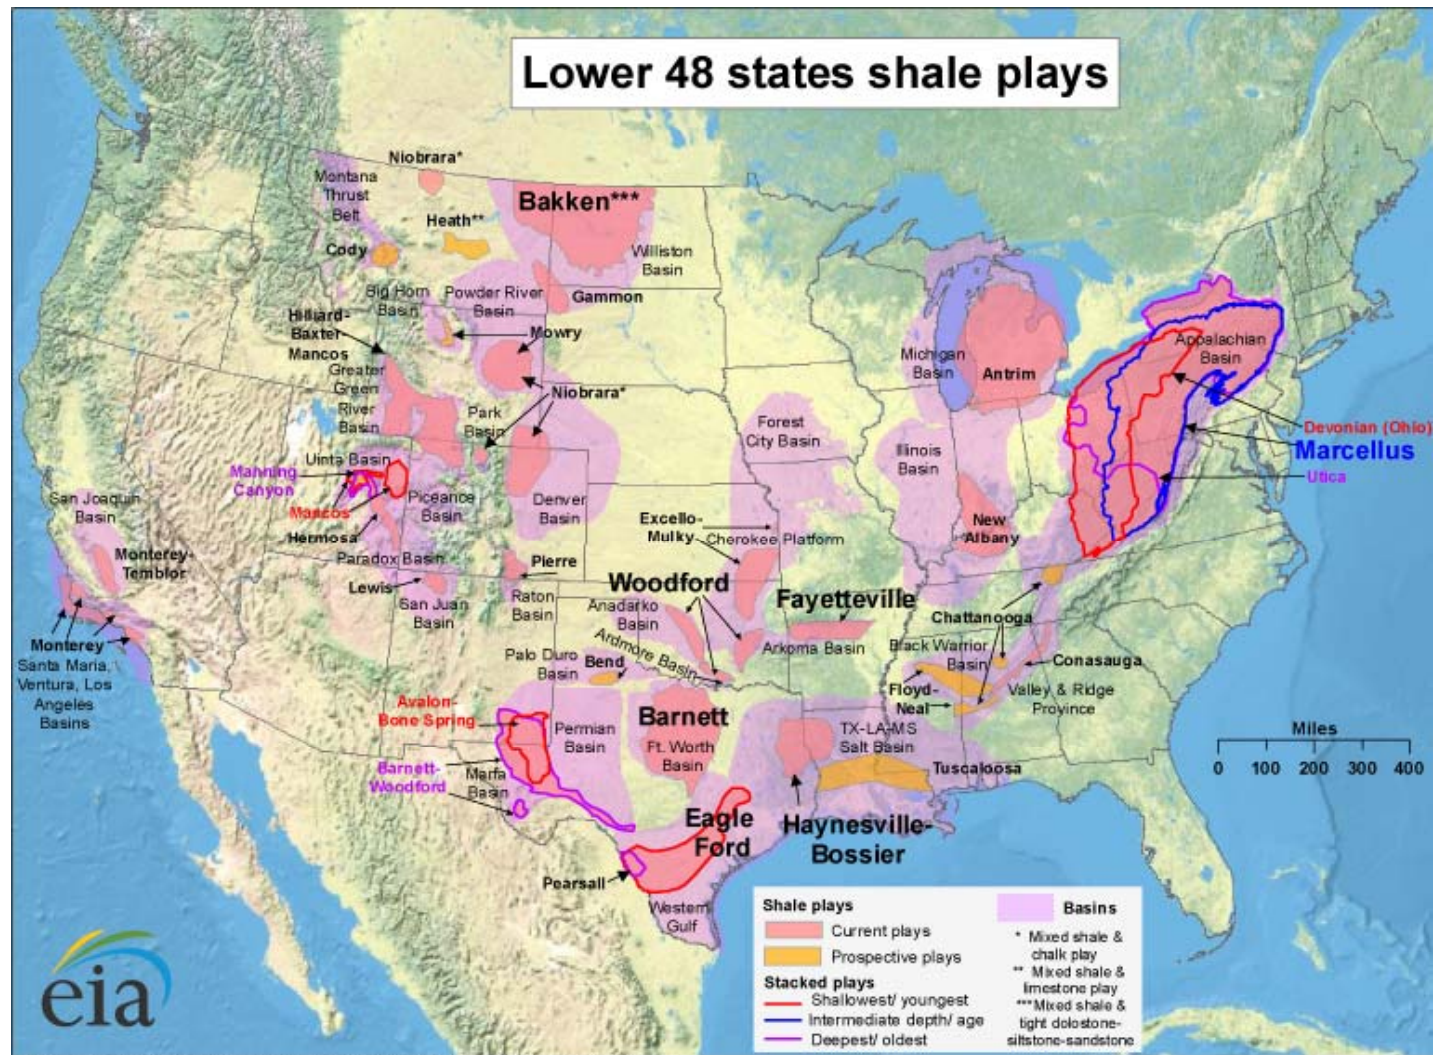 Lower 48 states shale plays
Niobrara*
Montana
Thrust
Belt
Bakken***
Heath**
Cody
Williston
Basin
Big Horn
Basin
Powder River
Basin
Gammon
Hilliard-
Baxter-
Mancos
Mowry
Greater
Green
River
Basin
Niobrara*
Park
Basin
Michigan
Basin
Antrim
Appalachian
Basin
Devonian (Ohio)
Marcellus
Utica
Forest
City Basin
Illinois
Basin
Uinta Basin
Manning
Canyon
Mancos
Piceance
Basin
Denver
Basin
San Joaquin
Basin
Hermosa
Excello-
Mulky
Cherokee Platform
New
Albany
Monterey-
Temblor
Paradox Basin
Lewis
San Juan
Basin
Pierre
Raton
Basin
Woodford
Anadarko
Basin
Fayetteville
Arkoma Basin
Chattanooga
Black Warrior
Basin
Conasauga
Ardmore Basin
Palo Duro
Basin
Bend
Monterey
Santa Maria,
Ventura, Los
Angeles
Basins
Floyd-
Neal
Valley & Ridge
Province
Avalon-
Bone Spring
Permian
Basin
Barnett
Ft. Worth
Basin
TX-LA-MS
Salt Basin
Tuscaloosa
Barnett-
Woodford
Marfa
Basin
Eagle
Ford
Haynesville-
Bossier
Pearsall
Western
Gulf
Miles
0 100 200 300 400
Shale plays
Current plays
Prospective plays
Stacked plays
Shallowest/ youngest
Intermediate depth/ age
Deepest/ oldest
Basins
* Mixed shale &
chalk play
** Mixed shale &
limestone play
***Mixed shale &
tight dolostone-
siltstone-sandstone
eia